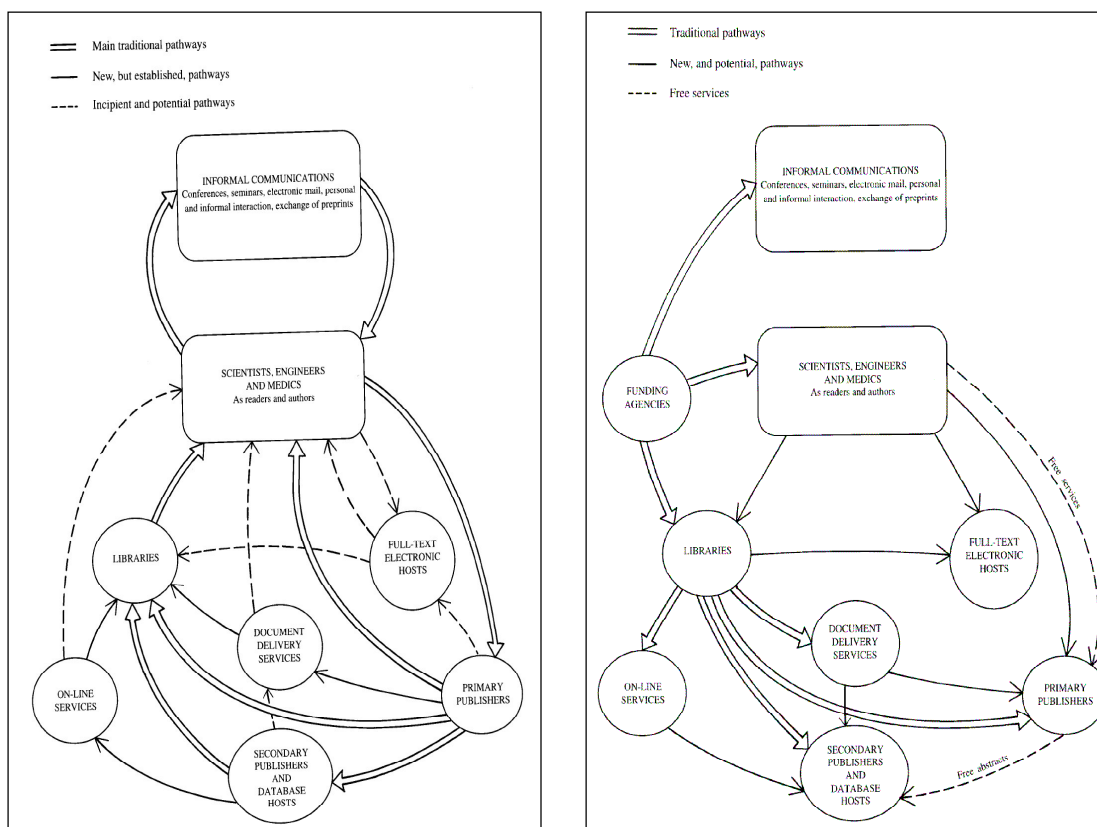 Main traditional pathways
New, but established, pathways
Incipient and potential pathways
INFORMAL COMMUNICATIONS
Conferences, seminars, electronic mail, personal
and informal interaction, exchange of preprints
SCIENTISTS, ENGINEERS
AND MEDICS
As readers and authors
LIBRARIES
FULL-TEXT
ELECTRONIC
HOSTS
DOCUMENT
DELIVERY
SERVICES
ON-LINE
SERVICES
PRIMARY
PUBLISHERS
SECONDARY
PUBLISHERS
AND
DATABASE
HOSTS
Traditional pathways
New, and potential, pathways
Free services
INFORMAL COMMUNICATIONS
Conferences, seminars, electronic mail, personal
and informal interaction, exchange of preprints
FUNDING
AGENCIES
SCIENTISTS, ENGINEERS
AND MEDICS
As readers and authors
Free services
LIBRARIES
FULL-TEXT
ELECTRONIC
HOSTS
DOCUMENT
DELIVERY
SERVICES
ON-LINE
SERVICES
PRIMARY
PUBLISHERS
SECONDARY
PUBLISHERS
AND
DATABASE
HOSTS
Free abstracts